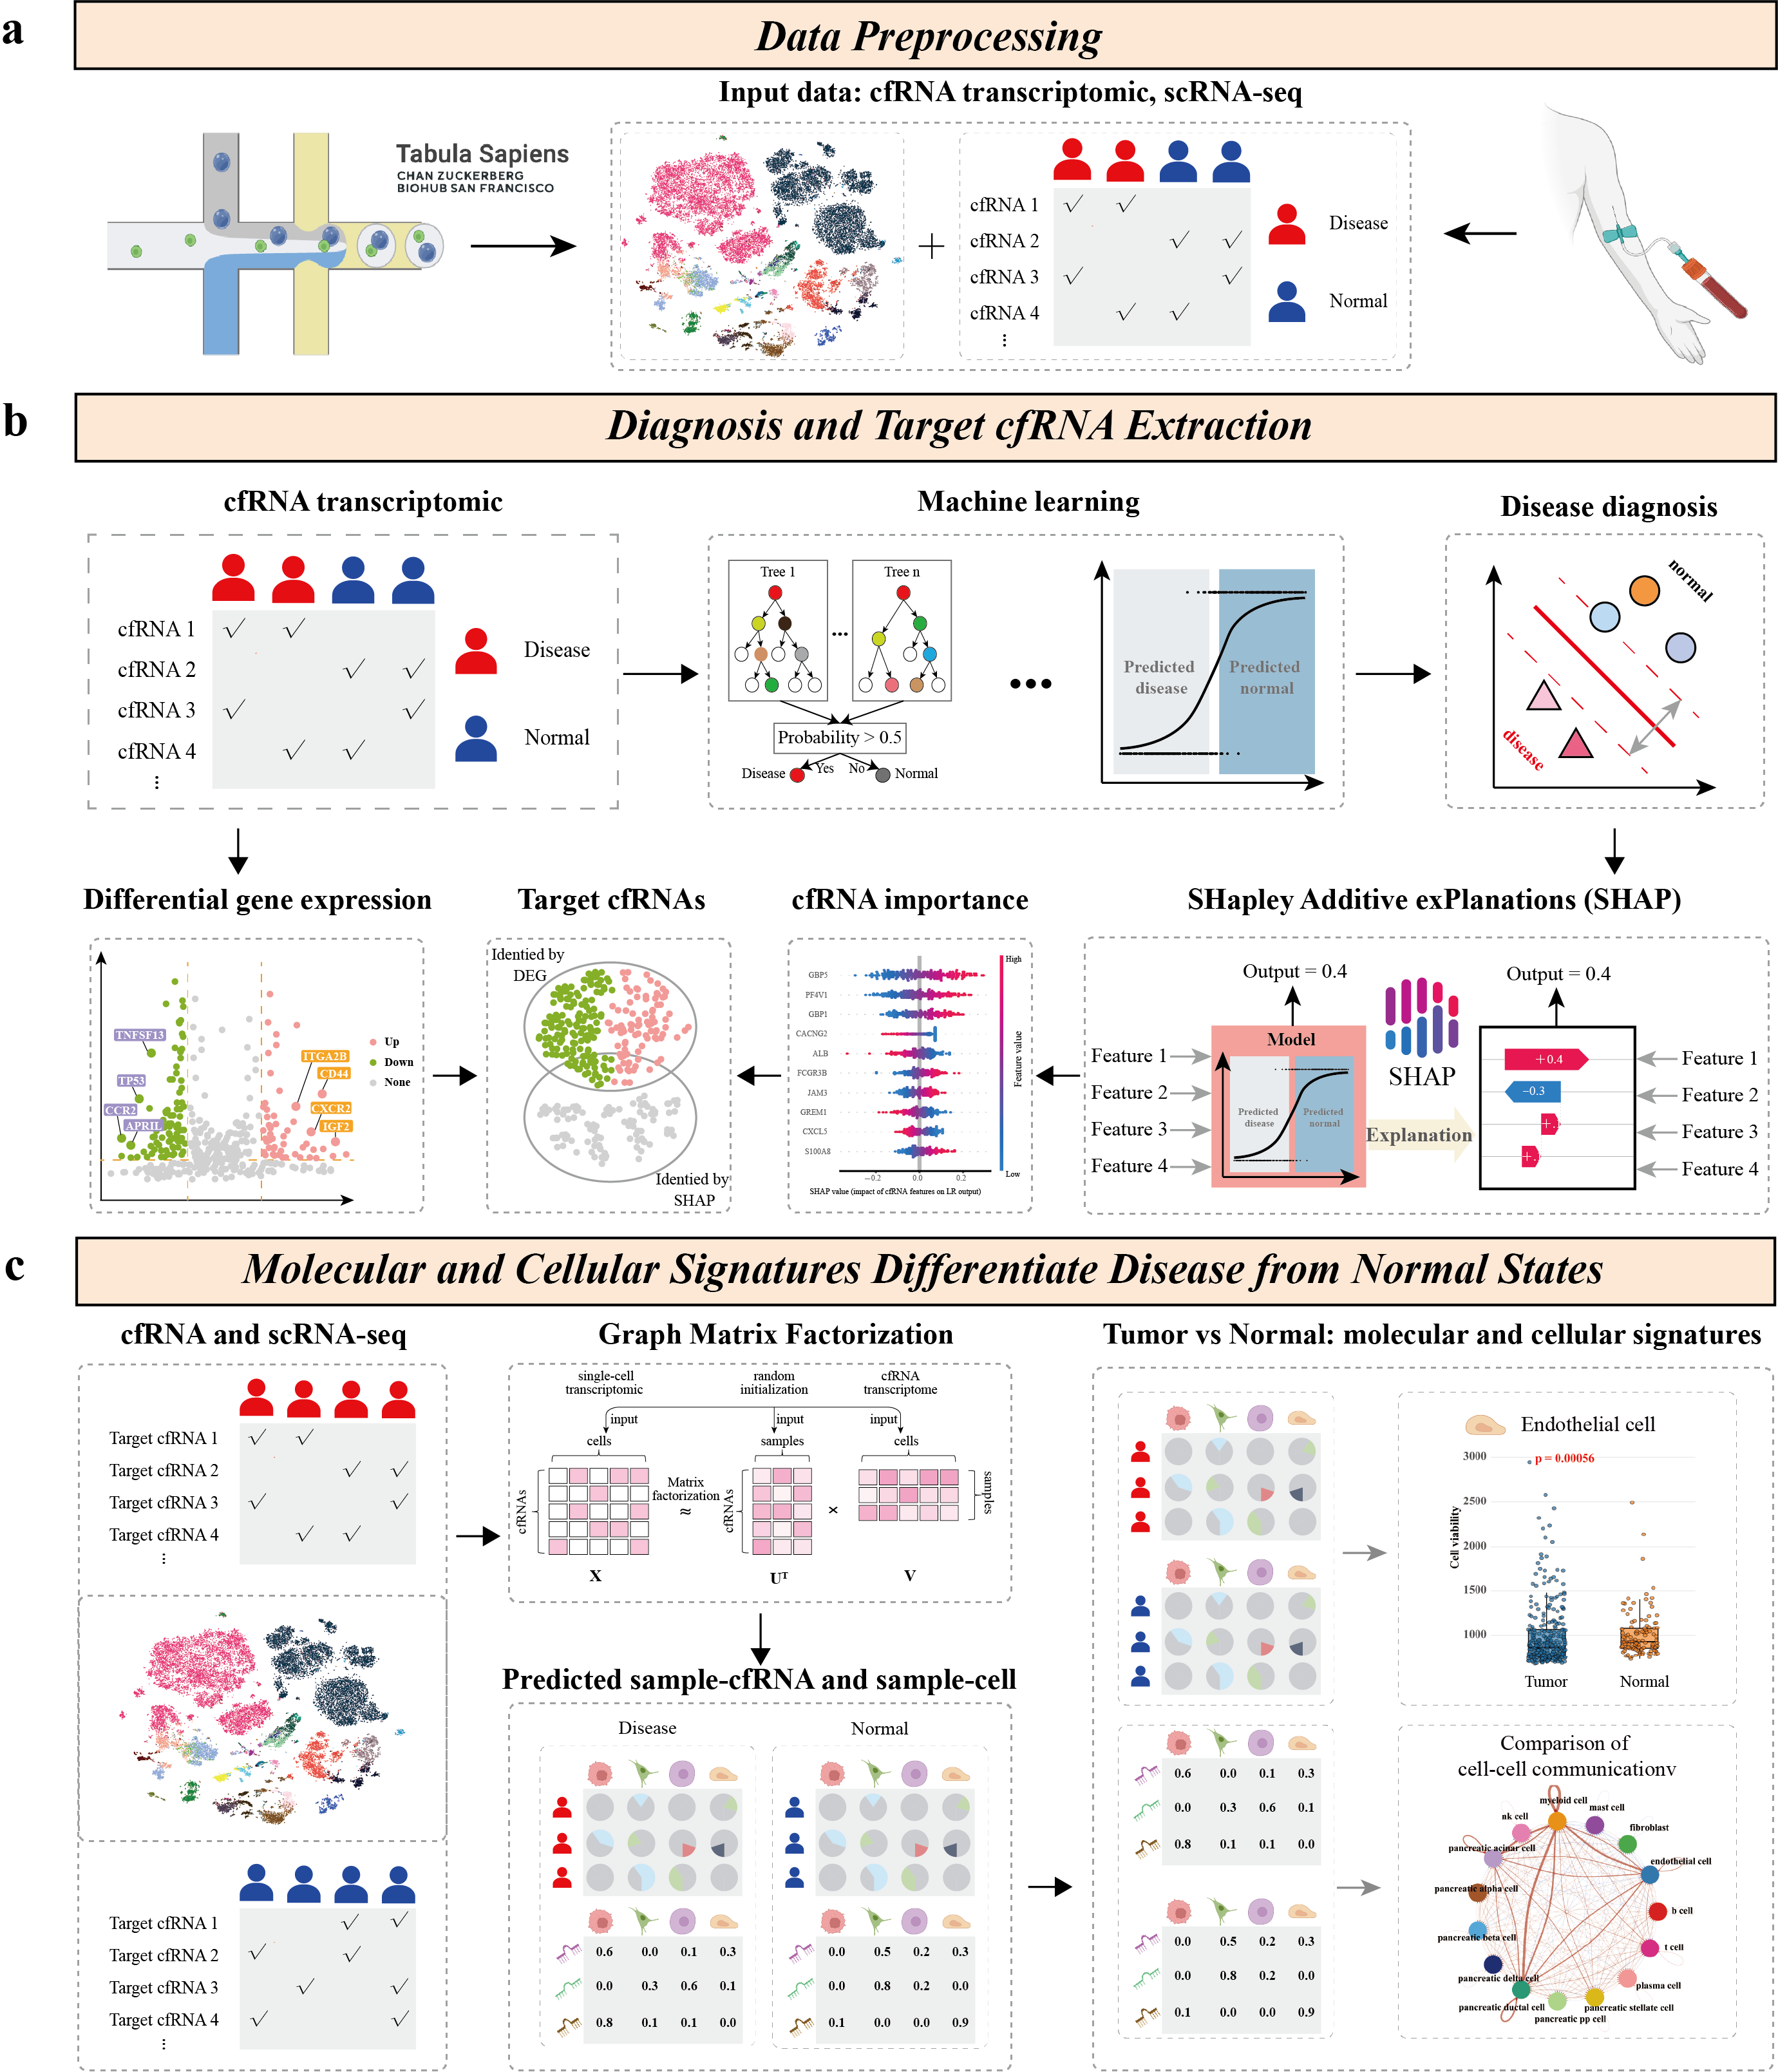 a
Data Preprocessing
Input data: cfRNA transcriptomic, scRNA-seq
Tabula Sapiens
CHAN ZUCKERBERG
BIOHUB SAN FRANCISCO
cfRNA 1
cfRNA 2
cfRNA 3
cfRNA 4
Disease
Normal
b
Diagnosis and Target cfRNA Extraction
cfRNA transcriptomic
cfRNA 1
cfRNA 2
cfRNA 3
cfRNA 4
Disease
Normal
Machine learning
Tree 1
Tree n
Probability > 0.5
Disease
Yes
No
Normal
Predicted
disease
Predicted
normal
Disease diagnosis
normal
disease
Differential gene expression
TNFSF13
TP53
CCR2
APRIL
ITGA2B
CD44
CXCR2
IGF2
Up
Down
None
Target cfRNAs
Identied by
DEG
Identied by
SHAP
cfRNA importance
GBP5
PF4V1
GBP1
CACNG2
ALB
FCGR3B
JAM3
GREM1
CXCL5
S100A8
High
Feature value
Low
−0.2
0.0
0.2
SHAP value (impact of cfRNA features on LR output)
SHapley Additive exPlanations (SHAP)
Output = 0.4
Model
Feature 1
Feature 2
Feature 3
Feature 4
Predicted
disease
Predicted
normal
SHAP
Explanation
Output = 0.4
+0.4
−0.3
+.
+.
Feature 1
Feature 2
Feature 3
Feature 4
c
Molecular and Cellular Signatures Differentiate Disease from Normal States
cfRNA and scRNA-seq
Target cfRNA 1
Target cfRNA 2
Target cfRNA 3
Target cfRNA 4
Target cfRNA 1
Target cfRNA 2
Target cfRNA 3
Target cfRNA 4
Graph Matrix Factorization
single-cell
transcriptomic
random
initialization
cfRNA
transcriptome
input
input
input
cells
samples
cells
cfRNAs
Matrix
factorization
≈
cfRNAs
x
samples
X
Uᵀ
V
Predicted sample-cfRNA and sample-cell
Disease
Normal
0.6 0.0 0.1 0.3
0.0 0.3 0.6 0.1
0.8 0.1 0.1 0.0
0.0 0.5 0.2 0.3
0.0 0.8 0.2 0.0
0.1 0.0 0.0 0.9
Tumor vs Normal: molecular and cellular signatures
Endothelial cell
p = 0.00056
Cell viability
3000
2500
2000
1500
1000
Tumor
Normal
0.6 0.0 0.1 0.3
0.0 0.3 0.6 0.1
0.8 0.1 0.1 0.0
0.0 0.5 0.2 0.3
0.0 0.8 0.2 0.0
0.1 0.0 0.0 0.9
Comparison of
cell-cell communicationv
myeloid cell
mast cell
nk cell
fibroblast
pancreatic acinar cell
endothelial cell
pancreatic alpha cell
b cell
pancreatic beta cell
t cell
pancreatic delta cell
plasma cell
pancreatic ductal cell
pancreatic stellate cell
pancreatic pp cell